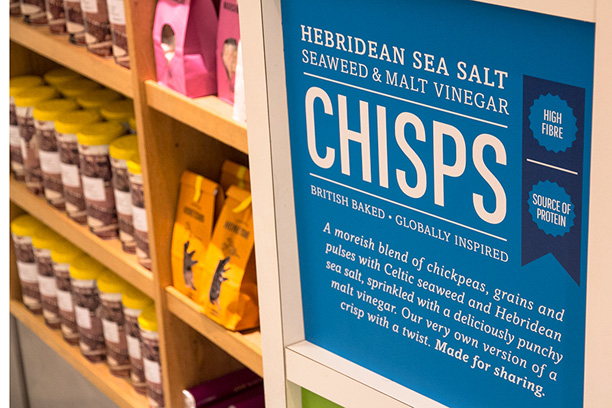 HEBRIDEAN SEA SALT
SEAWEED & MALT VINEGAR
CHISPS
BRITISH BAKED • GLOBALLY INSPIRED
HIGH
FIBRE
SOURCE OF
PROTEIN
A moreish blend of chickpeas, grains and
pulses with Celtic seaweed and Hebridean
sea salt, sprinkled with a deliciously punchy
malt vinegar. Our very own version of a
crisp with a twist. Made for sharing.